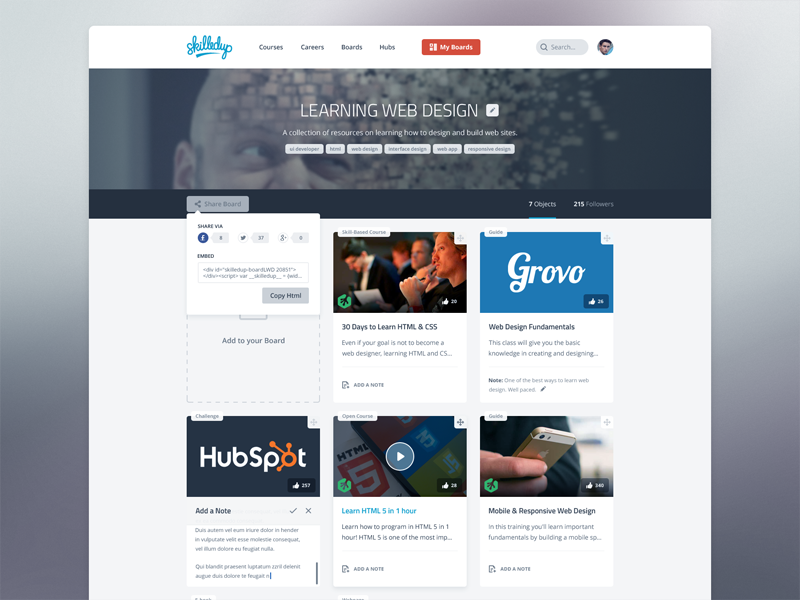 skilledup
Courses
Careers
Boards
Hubs
My Boards
Search...
LEARNING WEB DESIGN
A collection of resources on learning how to design and build web sites.
ui developer
html
web design
interface design
web app
responsive design
Share Board
7 Objects
215 Followers
SHARE VIA
f
8
37
g+
0
EMBED
<div id="skilledup-boardLWD-20851">
</div><script> var __skilledup__ = {wid...
Copy Html
Add to your Board
Skill-Based Course
20
30 Days to Learn HTML & CSS
Even if your goal is not to become a
web designer, learning HTML and CS...
ADD A NOTE
Guide
Grovo
26
Web Design Fundamentals
This class will give you the basic
knowledge in creating and designing...
Note: One of the best ways to learn web
design. Well paced.
Challenge
HubSpot
257
Add a Note
Duis autem vel eum iriure dolor in hender
in vulputate velit esse molestie consequat,
vel illum dolore eu feugiat nulla.
Qui blandit praesent luptatum zzril delenit
augue duis dolore te feugait n
Open Course
HTML
5
28
Learn HTML 5 in 1 hour
Learn how to program in HTML 5 in 1
hour! HTML 5 is one of the most imp...
ADD A NOTE
Guide
340
Mobile & Responsive Web Design
In this training you'll learn important
fundamentals by building a mobile sp...
ADD A NOTE